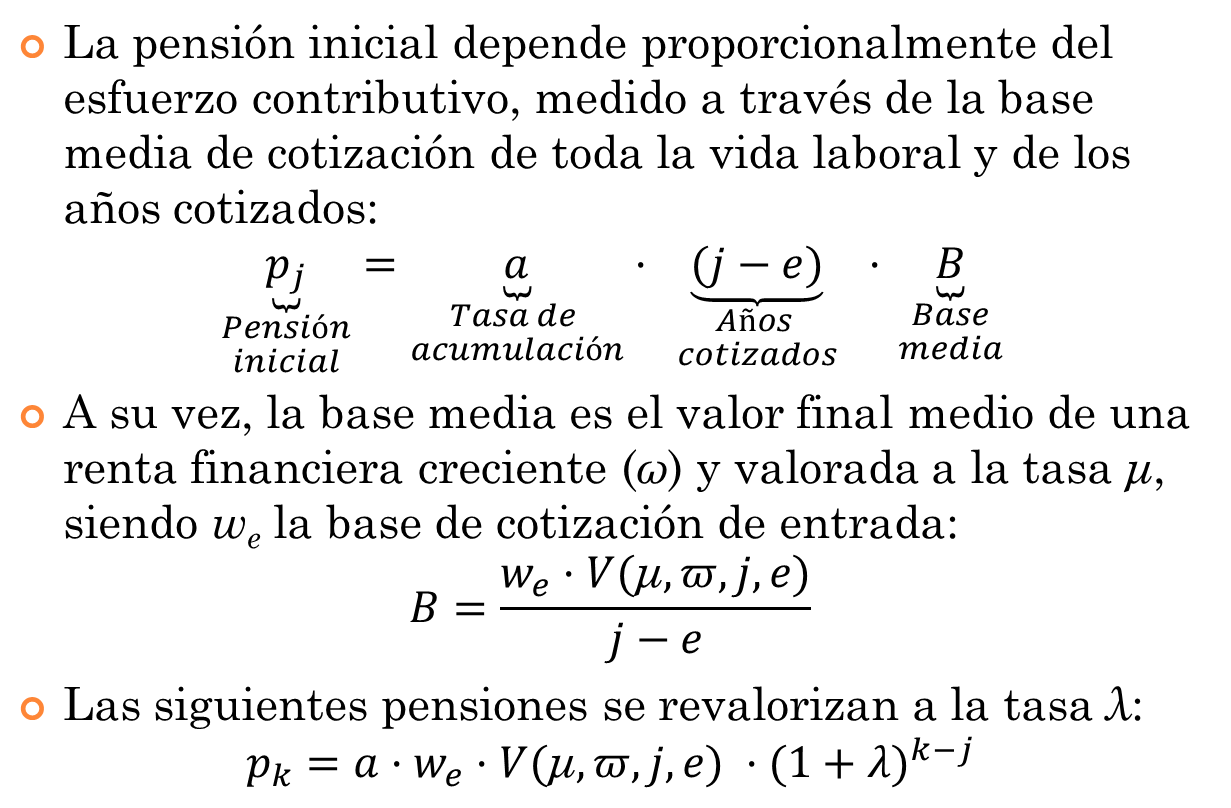 La pensión inicial depende proporcionalmente del
esfuerzo contributivo, medido a través de la base
media de cotización de toda la vida laboral y de los
años cotizados:
p_j = a · (j − e) · B
Pensión inicial
Tasa de acumulación
Años cotizados
Base media
A su vez, la base media es el valor final medio de una
renta financiera creciente (ω) y valorada a la tasa μ,
siendo w_e la base de cotización de entrada:
B = \frac{w_e · V(μ, ϖ, j, e)}{j − e}
Las siguientes pensiones se revalorizan a la tasa λ:
p_k = a · w_e · V(μ, ϖ, j, e) · (1 + λ)^{k−j}